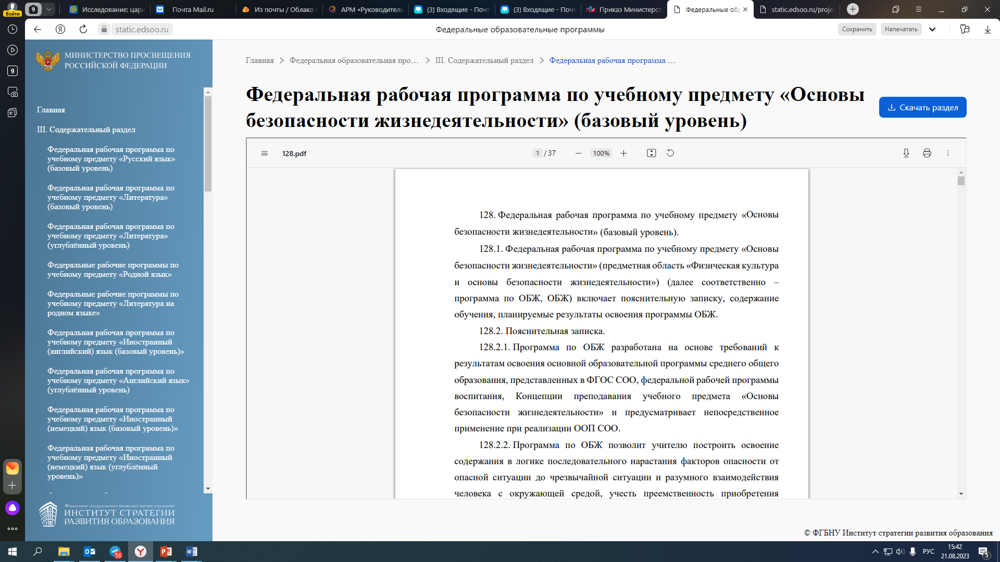 Войти
9
Исследование: цари
Почта Mail.ru
Из почты / Облако
АРМ «Руководитель
(3) Входящие - Почт
(3) Входящие - Почт
Приказ Министерст
Федеральные обр
static.edsoo.ru/proje
static.edsoo.ru
Федеральные образовательные программы
Сохранить
Напечатать
9
МИНИСТЕРСТВО ПРОСВЕЩЕНИЯ
РОССИЙСКОЙ ФЕДЕРАЦИИ
Главная
III. Содержательный раздел
Федеральная рабочая программа по
учебному предмету «Русский язык»
(базовый уровень)
Федеральная рабочая программа по
учебному предмету «Литература»
(базовый уровень)
Федеральная рабочая программа по
учебному предмету «Литература»
(углублённый уровень)
Федеральные рабочие программы по
учебному предмету «Родной язык»
Федеральные рабочие программы по
учебному предмету «Литература на
родном языке»
Федеральная рабочая программа по
учебному предмету «Иностранный
(английский) язык (базовый уровень)»
Федеральная рабочая программа по
учебному предмету «Английский язык»
(углублённый уровень)
Федеральная рабочая программа по
учебному предмету «Иностранный
(немецкий) язык (базовый уровень)»
Федеральная рабочая программа по
учебному предмету «Иностранный
(немецкий) язык (углублённый
уровень)»
Федеральное государственное бюджетное научное учреждение
ИНСТИТУТ СТРАТЕГИИ
РАЗВИТИЯ ОБРАЗОВАНИЯ
Главная > Федеральная образовательная про... > III. Содержательный раздел > Федеральная рабочая программа ...
Федеральная рабочая программа по учебному предмету «Основы
безопасности жизнедеятельности» (базовый уровень)
Скачать раздел
128.pdf
1 / 37
100%
128. Федеральная рабочая программа по учебному предмету «Основы
безопасности жизнедеятельности» (базовый уровень).
128.1. Федеральная рабочая программа по учебному предмету «Основы
безопасности жизнедеятельности» (предметная область «Физическая культура
и основы безопасности жизнедеятельности») (далее соответственно –
программа по ОБЖ, ОБЖ) включает пояснительную записку, содержание
обучения, планируемые результаты освоения программы ОБЖ.
128.2. Пояснительная записка.
128.2.1. Программа по ОБЖ разработана на основе требований к
результатам освоения основной образовательной программы среднего общего
образования, представленных в ФГОС СОО, федеральной рабочей программы
воспитания, Концепции преподавания учебного предмета «Основы
безопасности жизнедеятельности» и предусматривает непосредственное
применение при реализации ООП СОО.
128.2.2. Программа по ОБЖ позволит учителю построить освоение
содержания в логике последовательного нарастания факторов опасности от
опасной ситуации до чрезвычайной ситуации и разумного взаимодействия
человека с окружающей средой, учесть преемственность приобретения
© ФГБНУ Институт стратегии развития образования
56
РУС
15:42
21.08.2023
5